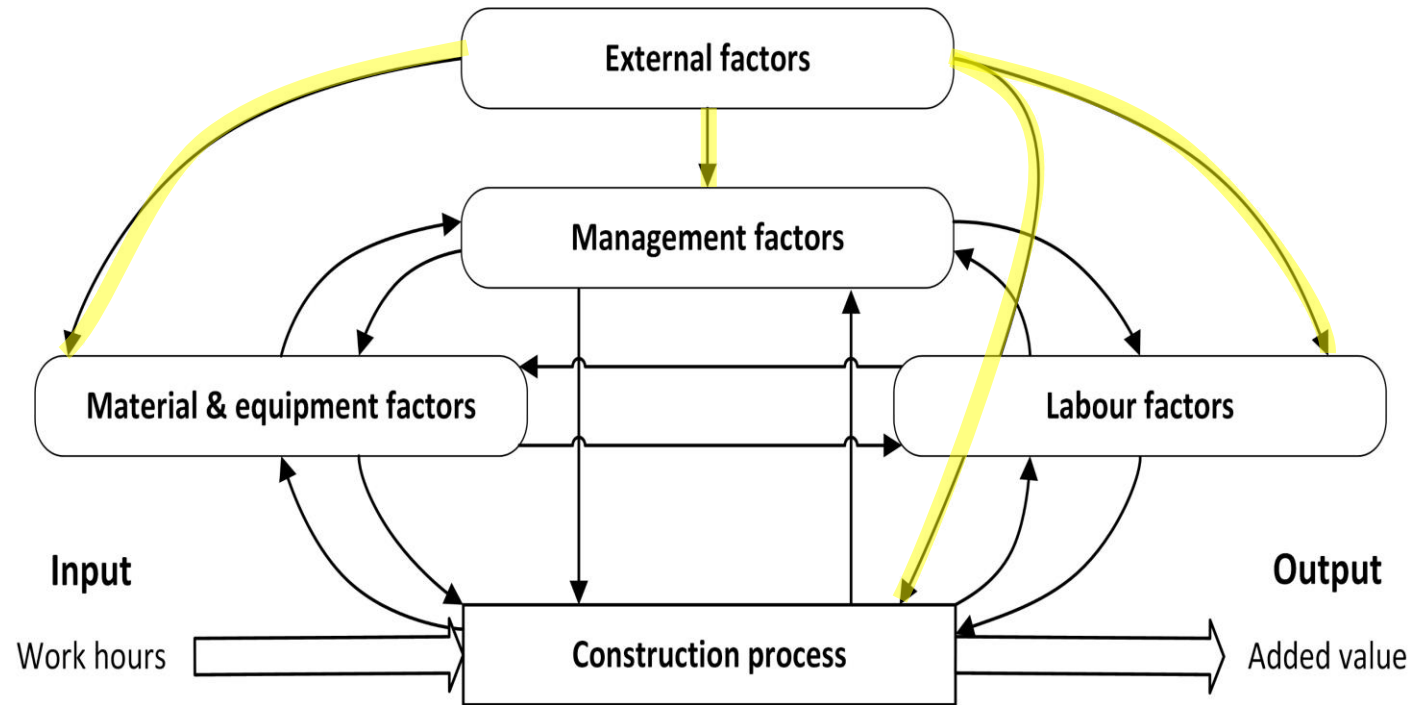 External factors
Management factors
Material & equipment factors
Labour factors
Input
Output
Work hours
Construction process
Added value